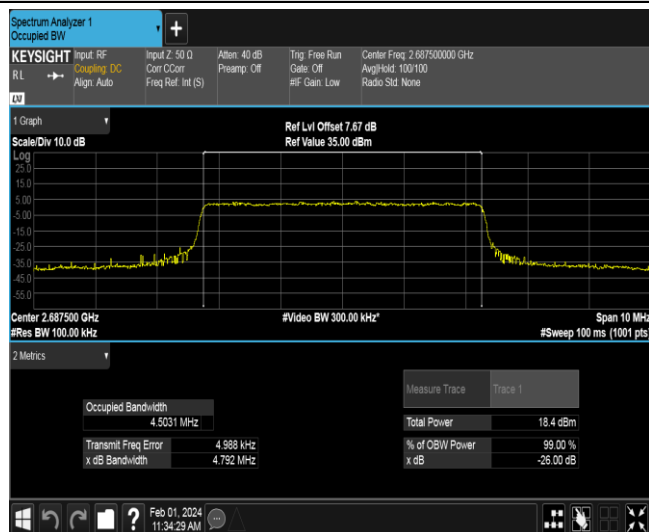 Spectrum Analyzer 1
Occupied BW
+
KEYSIGHT Input: RF Input Z: 50 Ω Atten: 40 dB Trig: Free Run Center Freq: 2.687500000 GHz
RL Coupling: DC Corr CCorr Preamp: Off Gate: Off Avg|Hold: 100/100
Align: Auto Freq Ref: Int (S) #IF Gain: Low Radio Std: None
LXI
1 Graph
Ref Lvl Offset 7.67 dB
Scale/Div 10.0 dB Ref Value 35.00 dBm
Log
25.0
15.0
5.00
-5.00
-15.0
-25.0
-35.0
-45.0
-55.0
Center 2.687500 GHz #Video BW 300.00 kHz* Span 10 MHz
#Res BW 100.00 kHz #Sweep 100 ms (1001 pts)
2 Metrics
Measure Trace Trace 1
Occupied Bandwidth
4.5031 MHz Total Power 18.4 dBm
Transmit Freq Error 4.988 kHz % of OBW Power 99.00 %
x dB Bandwidth 4.792 MHz x dB -26.00 dB
? Feb 01, 2024
11:34:29 AM